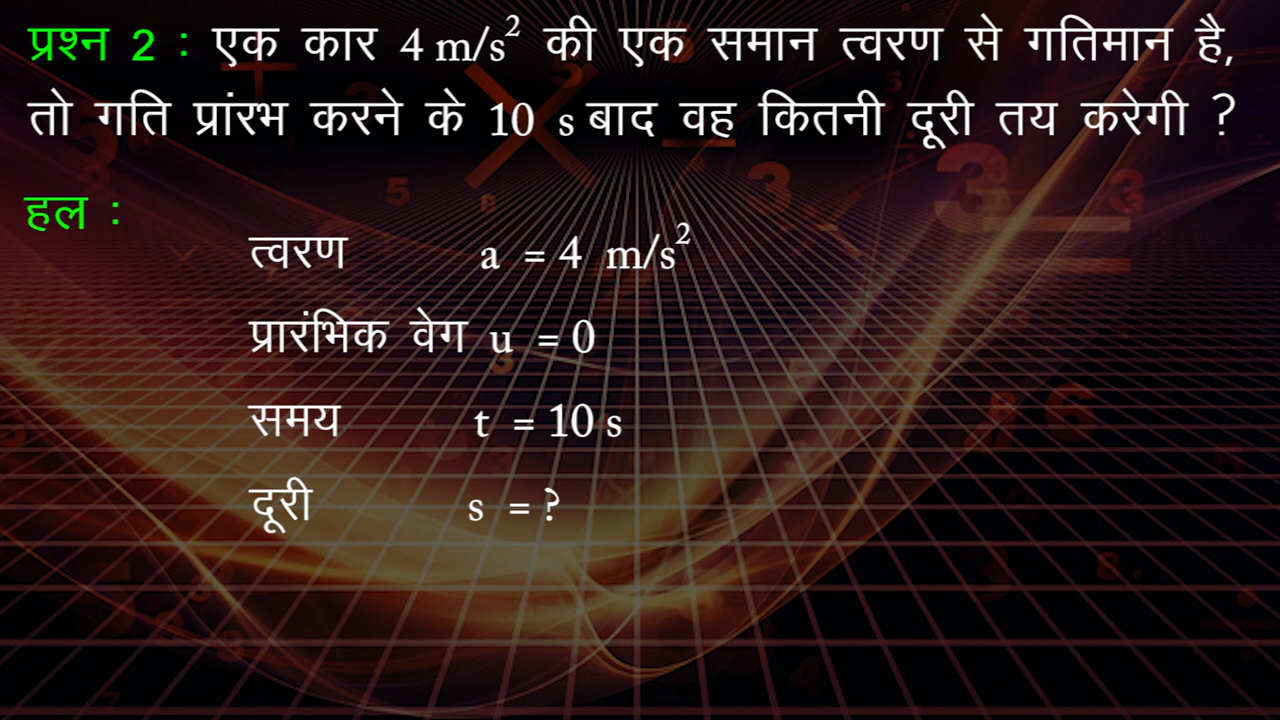 प्रश्न 2 : एक कार 4 m/s² की एक समान त्वरण से गतिमान है,
तो गति प्रांरभ करने के 10 s बाद वह कितनी दूरी तय करेगी ?
हल :
त्वरण a = 4 m/s²
प्रारंभिक वेग u = 0
समय t = 10 s
दूरी s = ?